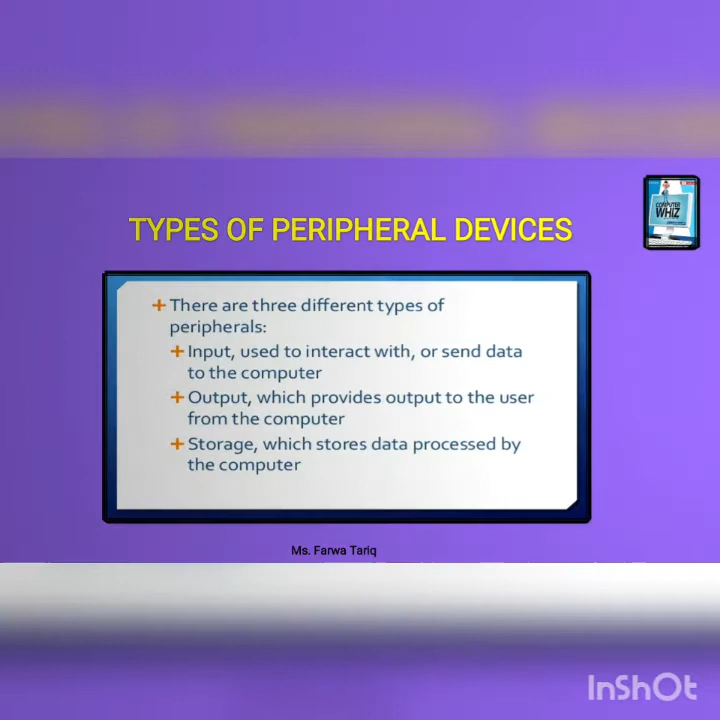 TYPES OF PERIPHERAL DEVICES
COMPUTER
WHIZ
There are three different types of
peripherals:
Input, used to interact with, or send data
to the computer
Output, which provides output to the user
from the computer
Storage, which stores data processed by
the computer
Ms. Farwa Tariq
InShOt